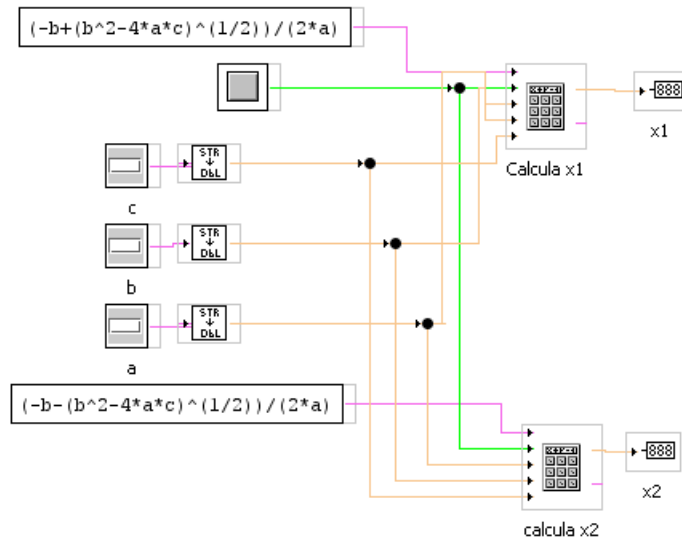 (-b+(b^2-4*a*c)^(1/2))/(2*a)
-888
x1
Calcula x1
STR
DbL
c
STR
DbL
b
STR
DbL
a
(-b-(b^2-4*a*c)^(1/2))/(2*a)
-888
x2
calcula x2